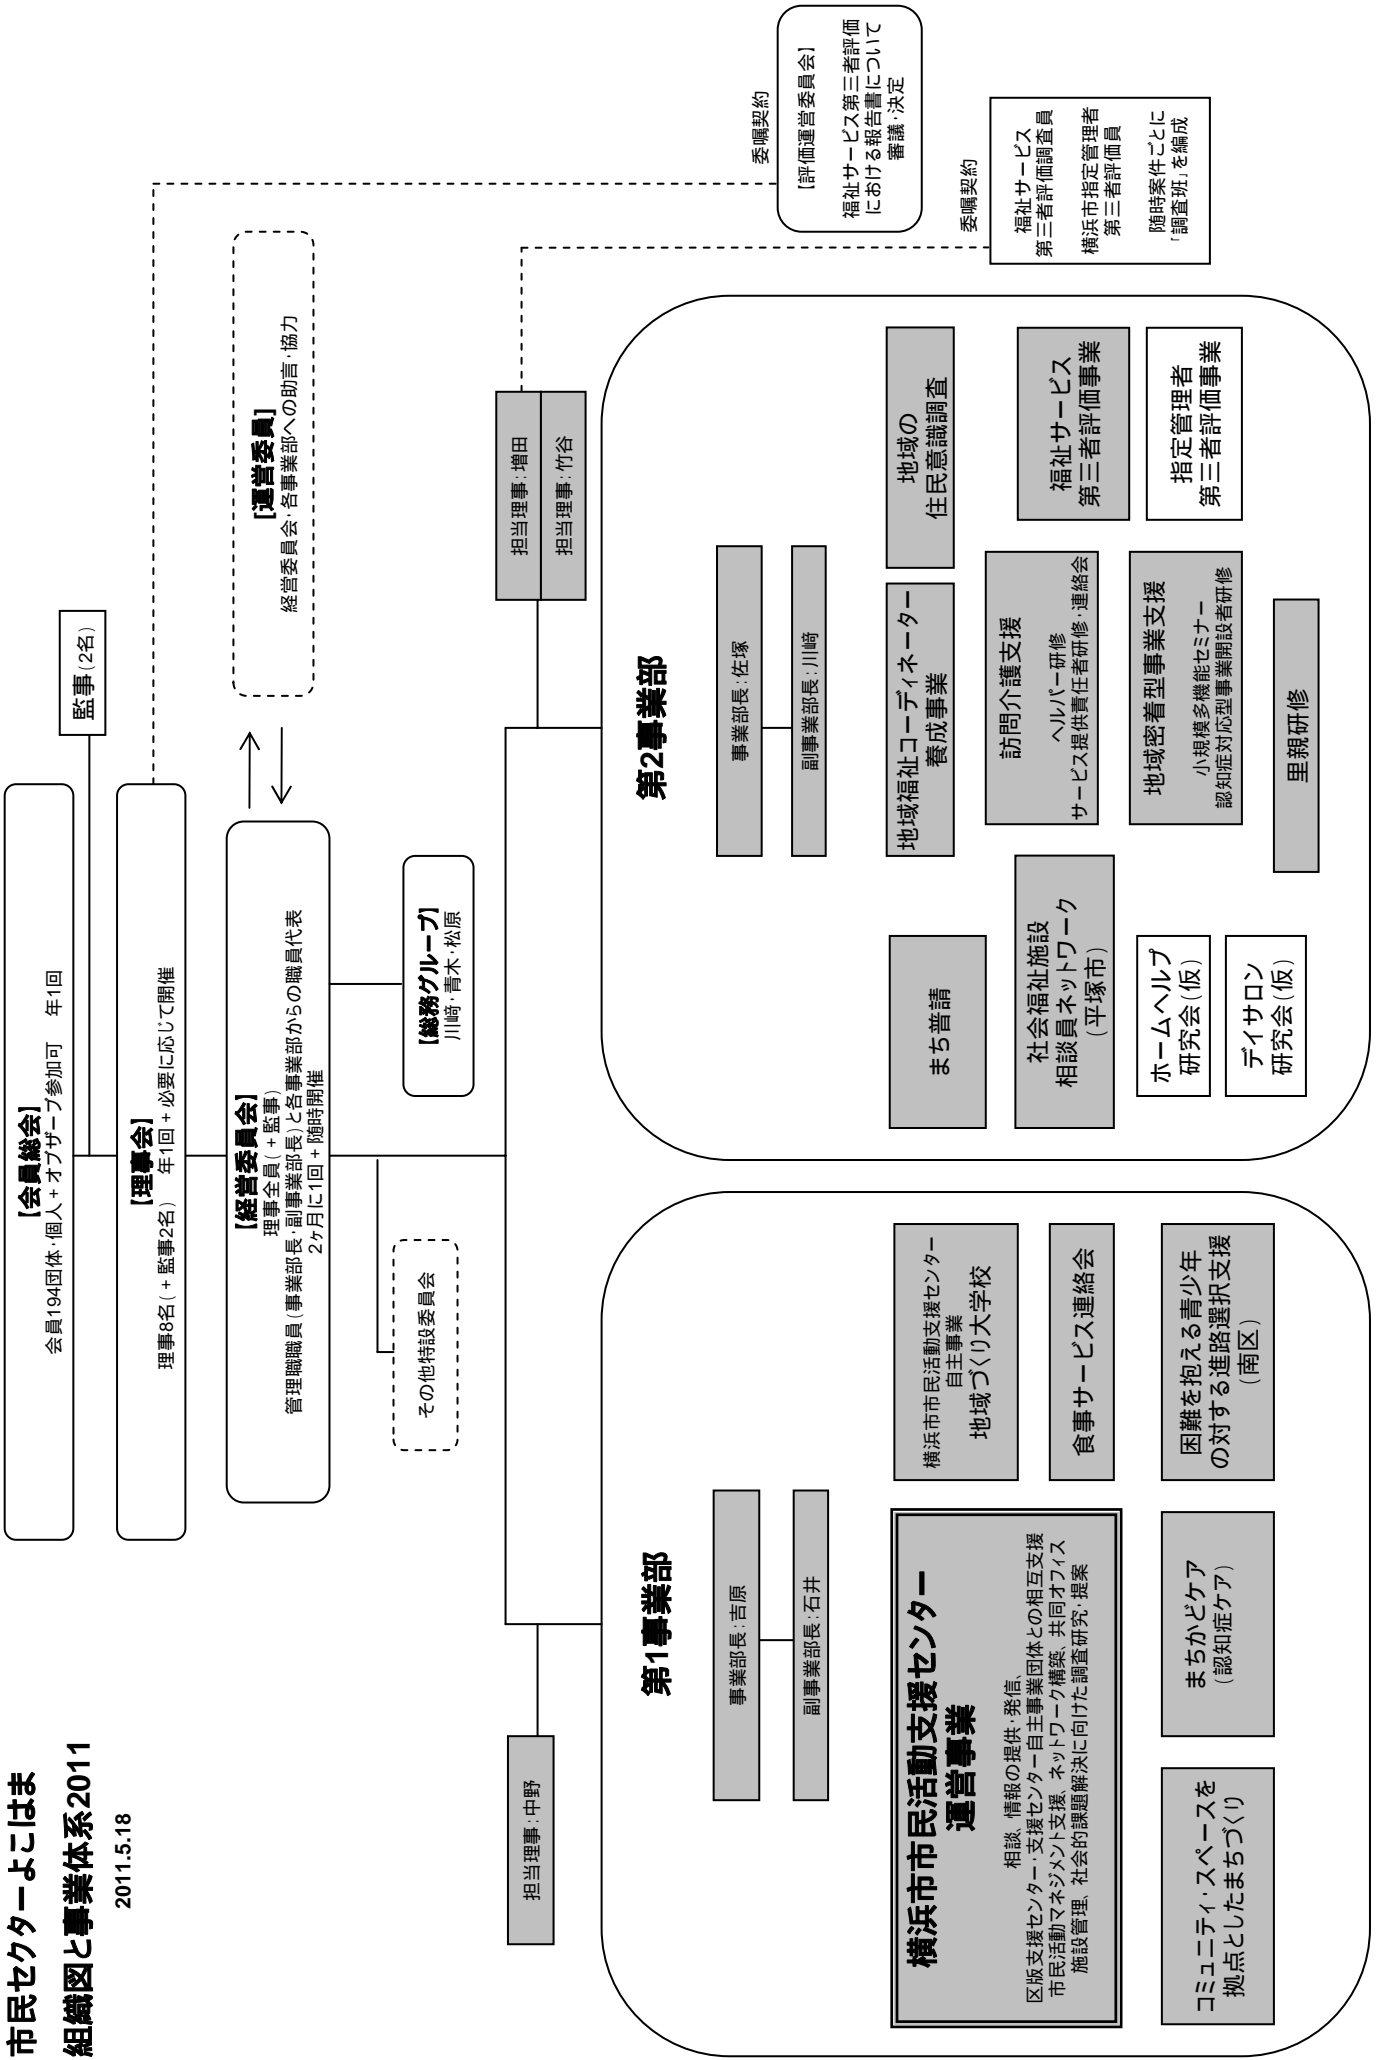 市民セクターよこはま
組織図と事業体系2011
2011.5.18
【会員総会】
会員194団体・個人+オブザーブ参加可　年1回
監事(2名)
【理事会】
理事8名(+監事2名)　年1回+必要に応じて開催
【経営委員会】
理事全員(+監事)
管理職職員(事業部長・副事業部長)と各事業部からの職員代表
2ヶ月に1回+随時開催
[運営委員]
経営委員会・各事業部への助言・協力
【総務グループ】
川﨑・青木・松原
その他特設委員会
委嘱契約
【評価運営委員会】
福祉サービス第三者評価
における報告書について
審議・決定
委嘱契約
福祉サービス
第三者評価調査員
横浜市指定管理者
第三者評価員
随時案件ごとに
「調査班」を編成
担当理事:中野
第1事業部
事業部長:吉原
副事業部長:石井
横浜市市民活動支援センター
運営事業
相談、情報の提供・発信、
区版支援センター・支援センター自主事業団体との相互支援
市民活動マネジメント支援、ネットワーク構築、共同オフィス
施設管理、社会的課題解決に向けた調査研究・提案
横浜市市民活動支援センター
自主事業
地域づくり大学校
食事サービス連絡会
コミュニティ・スペースを
拠点としたまちづくり
まちかどケア
(認知症ケア)
困難を抱える青少年
の対する進路選択支援
(南区)
担当理事:増田
担当理事:竹谷
第2事業部
事業部長:佐塚
副事業部長:川﨑
まち普請
地域福祉コーディネーター
養成事業
地域の
住民意識調査
社会福祉施設
相談員ネットワーク
(平塚市)
訪問介護支援
ヘルパー研修
サービス提供責任者研修・連絡会
福祉サービス
第三者評価事業
ホームヘルプ
研究会(仮)
地域密着型事業支援
小規模多機能セミナー
認知症対応型事業開設者研修
指定管理者
第三者評価事業
デイサロン
研究会(仮)
里親研修